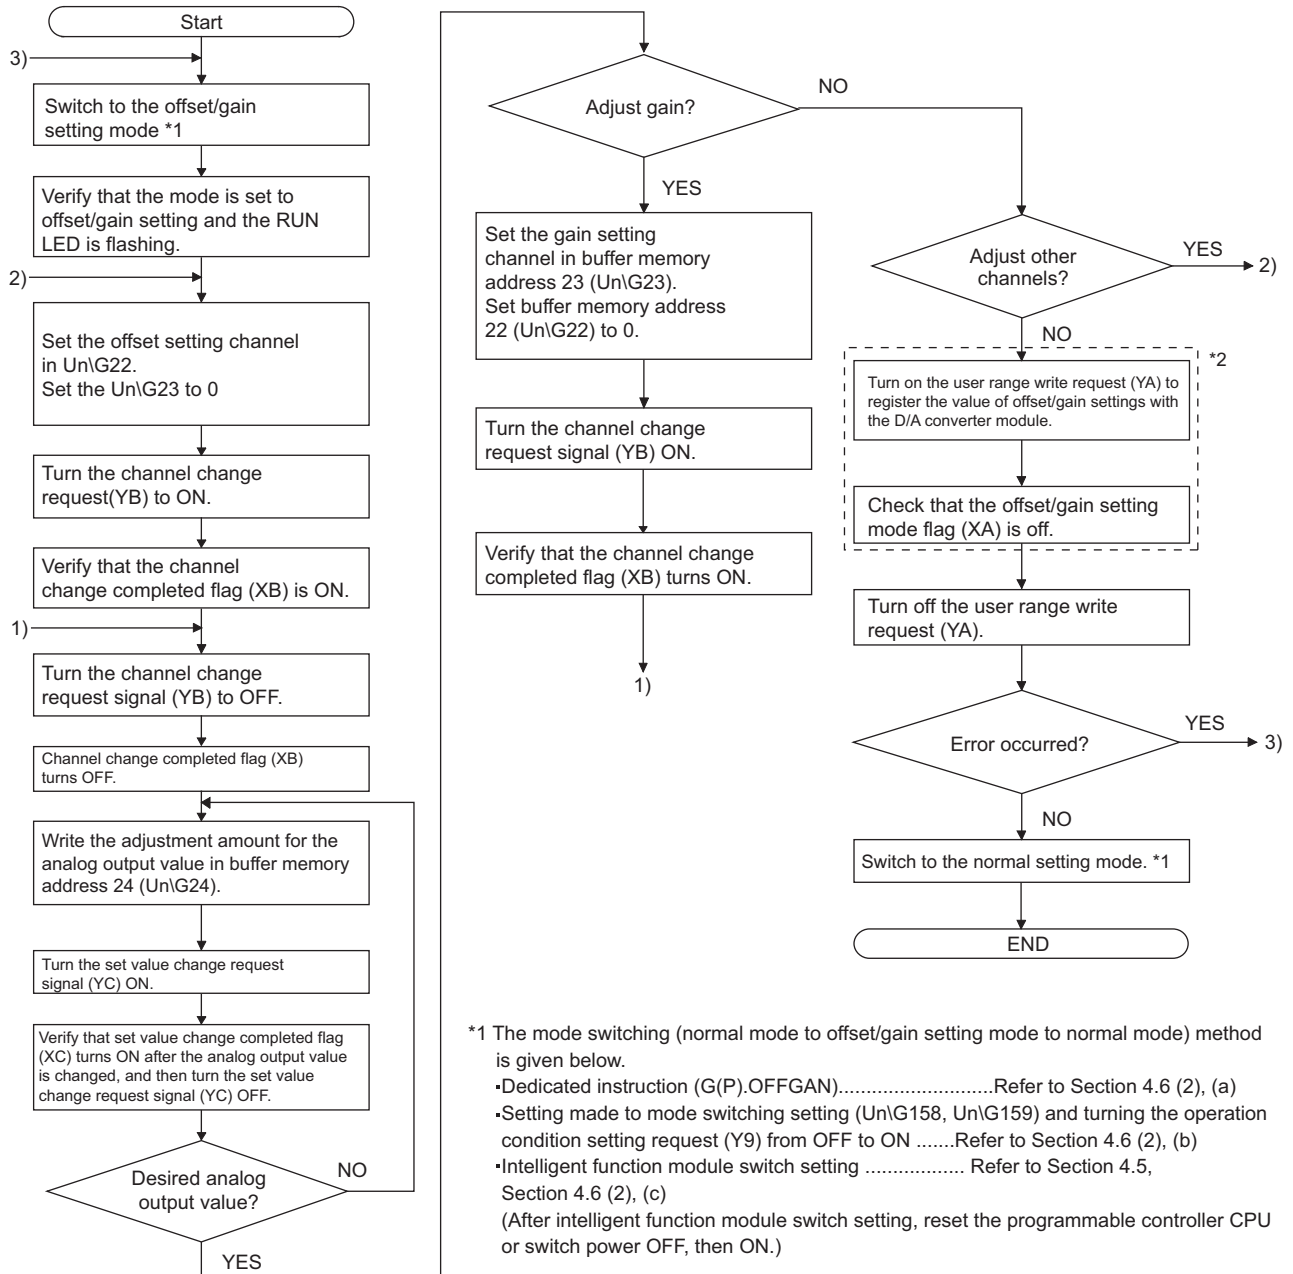 Start
3)
Switch to the offset/gain
setting mode *1
Verify that the mode is set to
offset/gain setting and the RUN
LED is flashing.
2)
Set the offset setting channel
in Un\G22.
Set the Un\G23 to 0
Turn the channel change
request(YB) to ON.
Verify that the channel
change completed flag (XB) is ON.
1)
Turn the channel change
request signal (YB) to OFF.
Channel change completed flag (XB)
turns OFF.
Write the adjustment amount for the
analog output value in buffer memory
address 24 (Un\G24).
Turn the set value change request
signal (YC) ON.
Verify that set value change completed flag
(XC) turns ON after the analog output value
is changed, and then turn the set value
change request signal (YC) OFF.
Desired analog
output value?
NO
YES
Adjust gain?
NO
YES
Set the gain setting
channel in buffer memory
address 23 (Un\G23).
Set buffer memory address
22 (Un\G22) to 0.
Turn the channel change
request signal (YB) ON.
Verify that the channel change
completed flag (XB) turns ON.
1)
Adjust other
channels?
YES
2)
NO
*2
Turn on the user range write request (YA) to
register the value of offset/gain settings with
the D/A converter module.
Check that the offset/gain setting
mode flag (XA) is off.
Turn off the user range write
request (YA).
Error occurred?
YES
3)
NO
Switch to the normal setting mode. *1
END
*1 The mode switching (normal mode to offset/gain setting mode to normal mode) method
is given below.
▪Dedicated instruction (G(P).OFFGAN)..........................Refer to Section 4.6 (2), (a)
▪Setting made to mode switching setting (Un\G158, Un\G159) and turning the operation
condition setting request (Y9) from OFF to ON .......Refer to Section 4.6 (2), (b)
▪Intelligent function module switch setting .................. Refer to Section 4.5,
Section 4.6 (2), (c)
(After intelligent function module switch setting, reset the programmable controller CPU
or switch power OFF, then ON.)